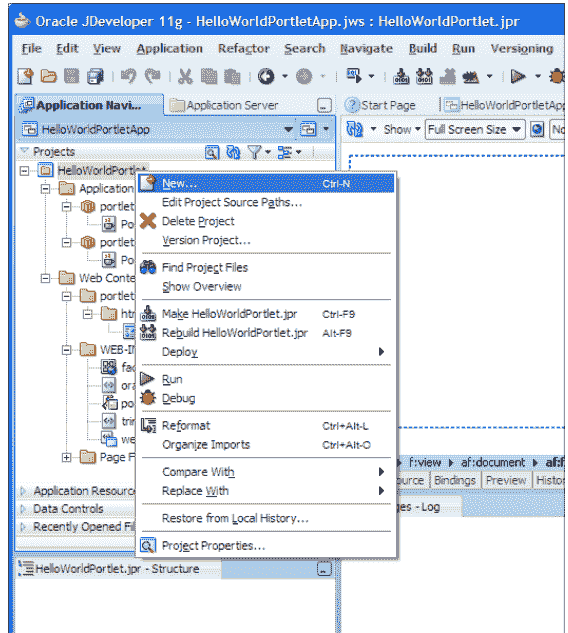 Oracle JDeveloper 11g - HelloWorldPortletApp.jws : HelloWorldPortlet.jpr
File Edit View Application Refactor Search Navigate Build Run Versioning
Application Navi... Application Server Start Page HelloWorldPortletApp
HelloWorldPortletApp Show Full Screen Size No
Projects
HelloWorldPortlet
Application
portlet
Po
portlet
Po
Web Conte
portlet
htm
WEB-IN
fac
ora
po
trin
we
Page F
Application Resourc
Data Controls
Recently Opened Fil
New... Ctrl-N
Edit Project Source Paths...
Delete Project
Version Project...
Find Project Files
Show Overview
Make HelloWorldPortlet.jpr Ctrl-F9
Rebuild HelloWorldPortlet.jpr Alt-F9
Deploy
Run
Debug
Reformat Ctrl+Alt-L
Organize Imports Ctrl+Alt-O
Compare With
Replace With
Restore from Local History...
Project Properties...
f:view af:document af:f
ource Bindings Preview Histo
ges - Log
HelloWorldPortlet.jpr - Structure